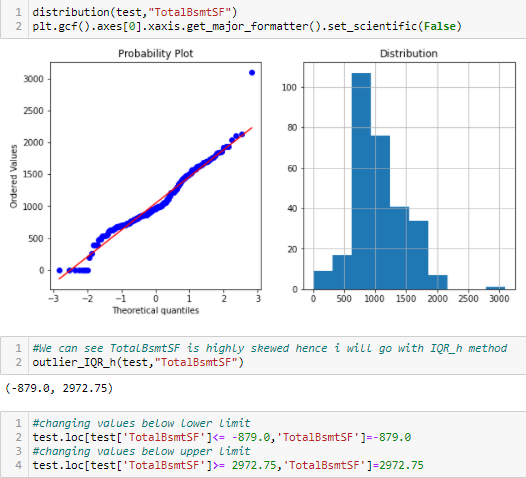 1 distribution(test,"TotalBsmtSF")
2 plt.gcf().axes[0].xaxis.get_major_formatter().set_scientific(False)
Probability Plot
3000
2500
2000
1500
1000
500
0
Ordered Values
−3 −2 −1 0 1 2 3
Theoretical quantiles
Distribution
100
80
60
40
20
0
0 500 1000 1500 2000 2500 3000
1 #We can see TotalBsmtSF is highly skewed hence i will go with IQR_h method
2 outlier_IQR_h(test,"TotalBsmtSF")
(-879.0, 2972.75)
1 #changing values below lower limit
2 test.loc[test['TotalBsmtSF']<= -879.0,'TotalBsmtSF']=-879.0
3 #changing values below upper limit
4 test.loc[test['TotalBsmtSF']>= 2972.75,'TotalBsmtSF']=2972.75